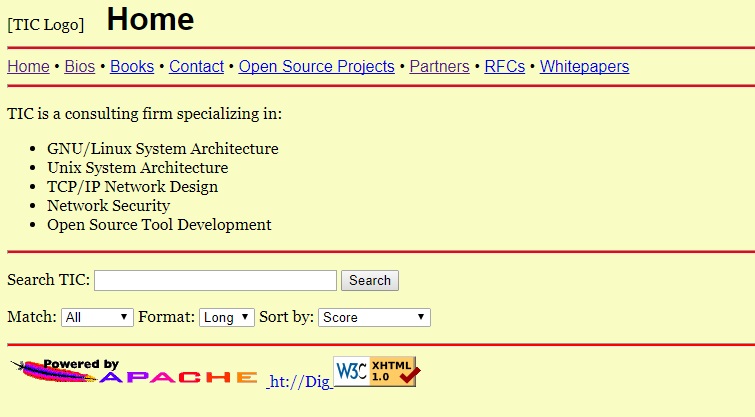 [TIC Logo] Home
Home • Bios • Books • Contact • Open Source Projects • Partners • RFCs • Whitepapers
TIC is a consulting firm specializing in:
• GNU/Linux System Architecture
• Unix System Architecture
• TCP/IP Network Design
• Network Security
• Open Source Tool Development
Search TIC: Search
Match: All Format: Long Sort by: Score
Powered by
APACHE ht://Dig W3C XHTML 1.0